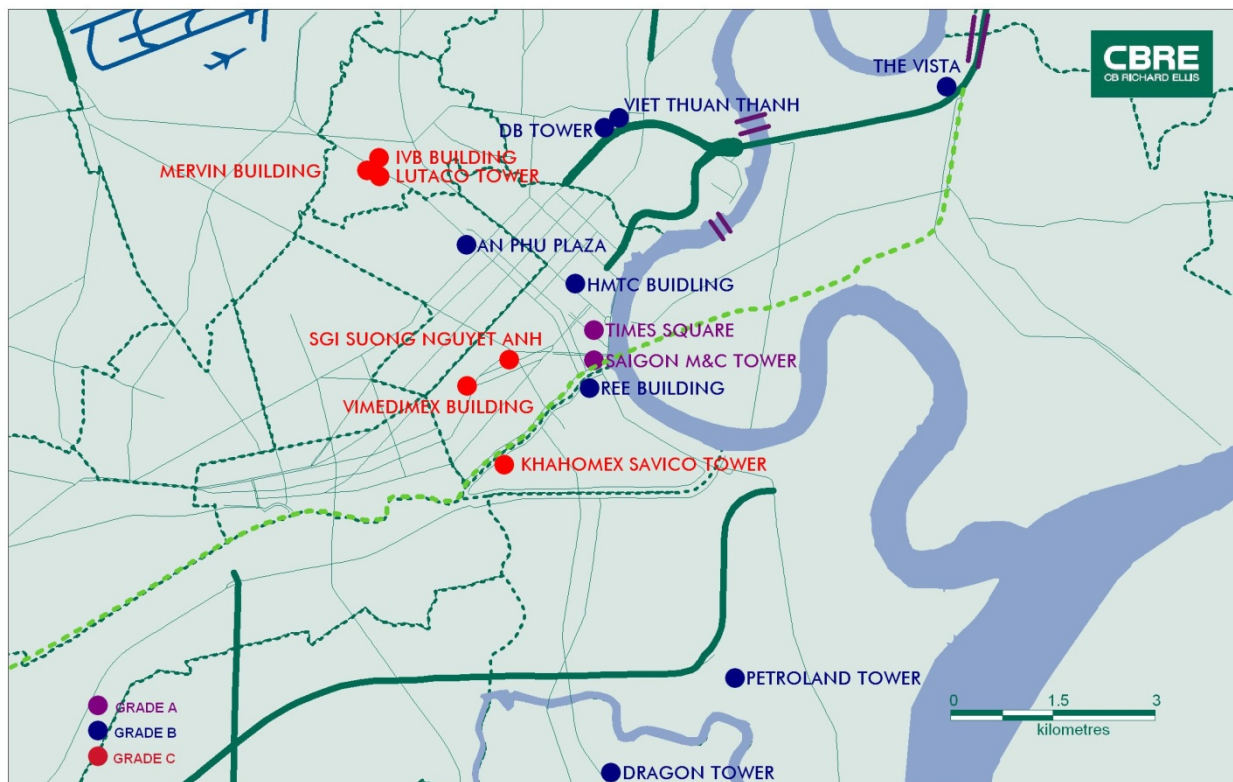 CBRE
CB RICHARD ELLIS
THE VISTA
VIET THUAN THANH
DB TOWER
IVB BUILDING
MERVIN BUILDING
LUTACO TOWER
AN PHU PLAZA
HMTC BUIDLING
TIMES SQUARE
SGI SUONG NGUYET ANH
SAIGON M&C TOWER
REE BUILDING
VIMEDIMEX BUILDING
KHAHOMEX SAVICO TOWER
PETROLAND TOWER
0 1.5 3
kilometres
GRADE A
GRADE B
GRADE C
DRAGON TOWER